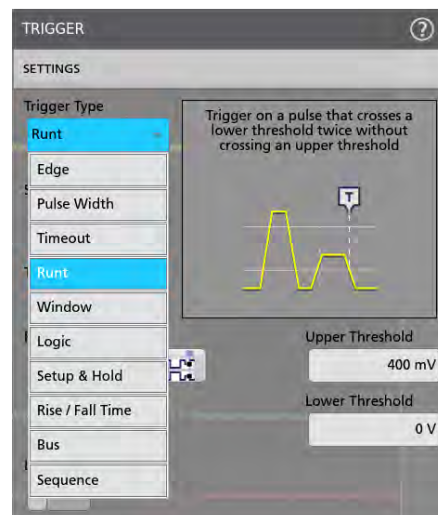 TRIGGER
?
SETTINGS
Trigger Type
Runt
Trigger on a pulse that crosses a
lower threshold twice without
crossing an upper threshold
T
Edge
Pulse Width
Timeout
Runt
Window
Logic
Setup & Hold
Rise / Fall Time
Bus
Sequence
Upper Threshold
400 mV
Lower Threshold
0 V